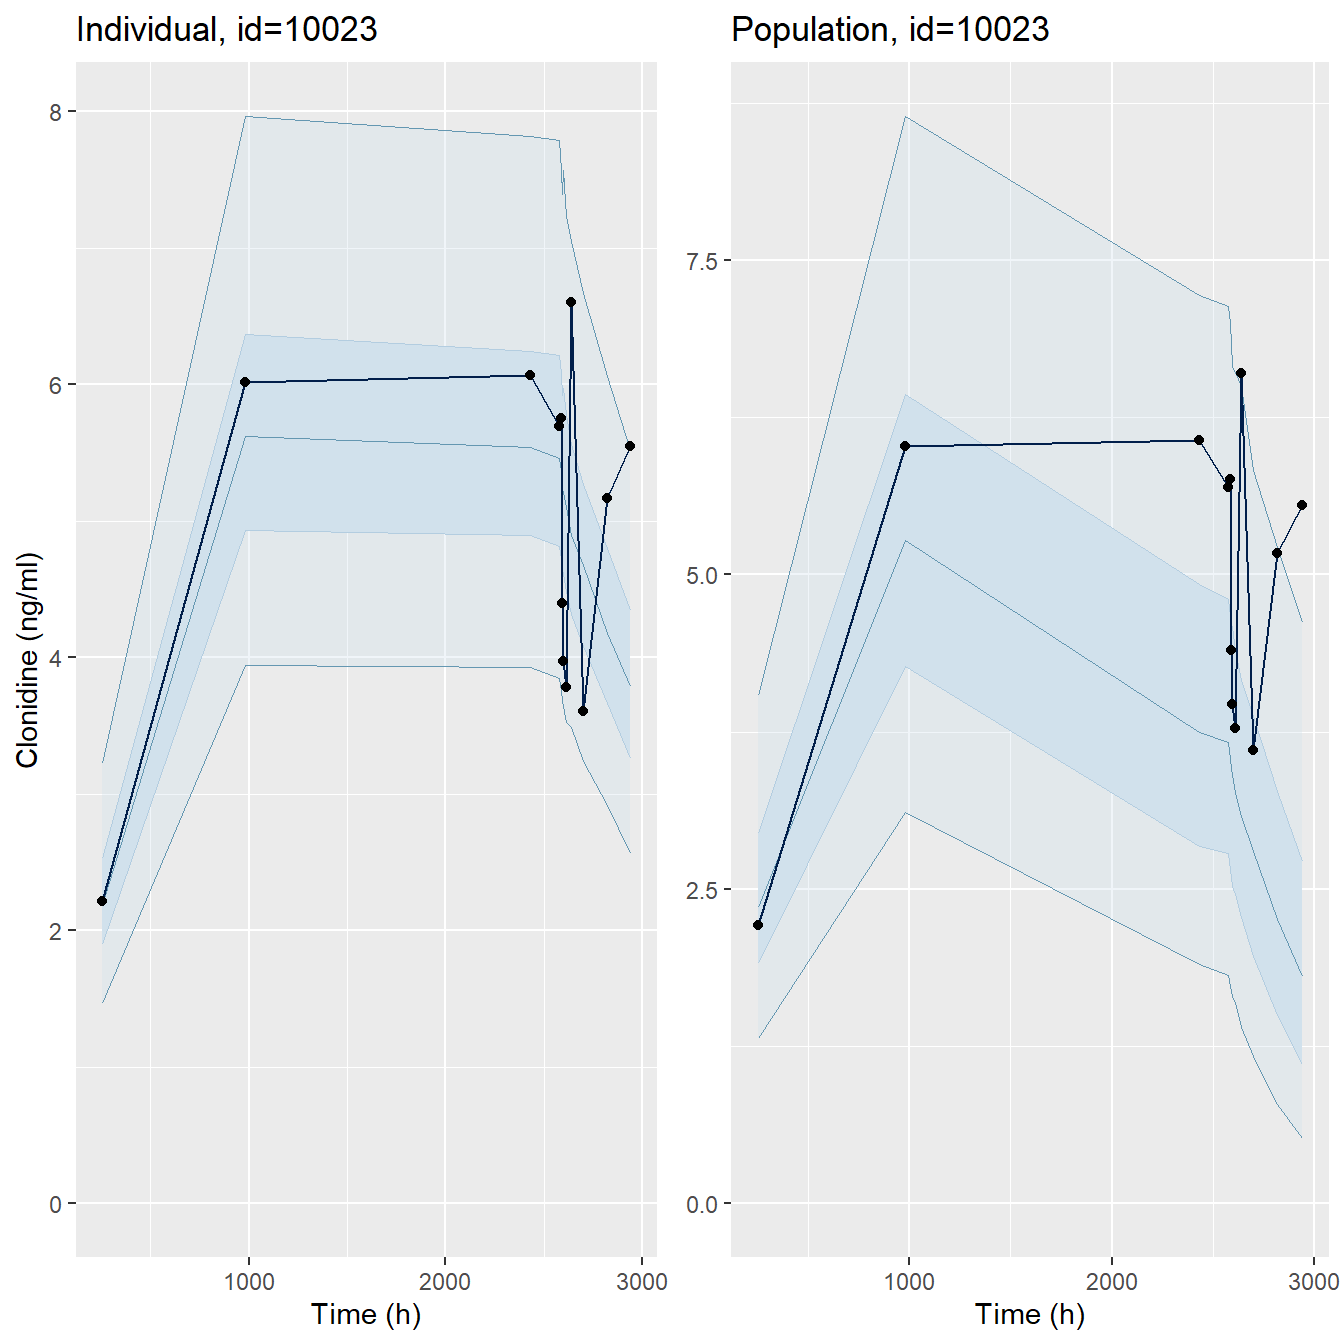 Individual, id=10023
Population, id=10023
Clonidine (ng/ml)
8
6
4
2
0
1000 2000 3000
Time (h)
7.5
5.0
2.5
0.0
1000 2000 3000
Time (h)